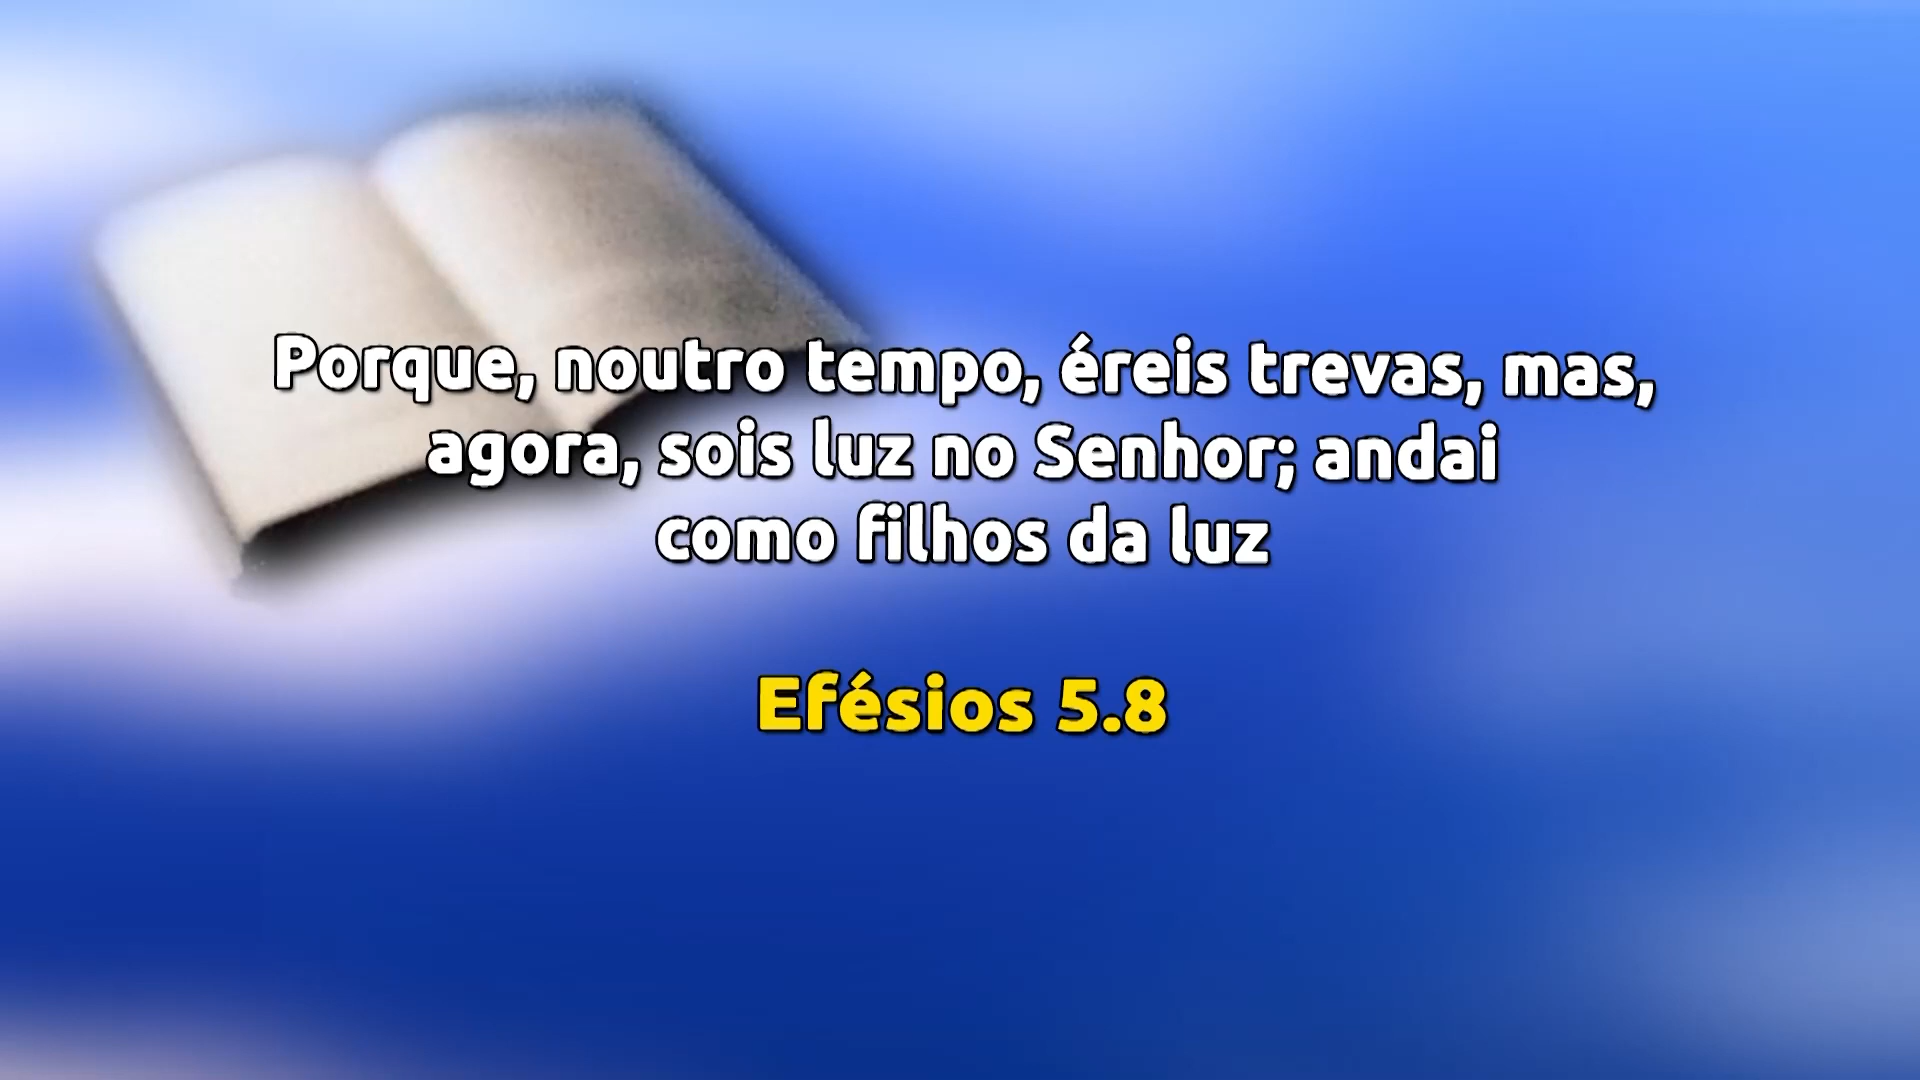 Porque, noutro tempo, éreis trevas, mas,
agora, sois luz no Senhor; andai
como filhos da luz
Efésios 5.8